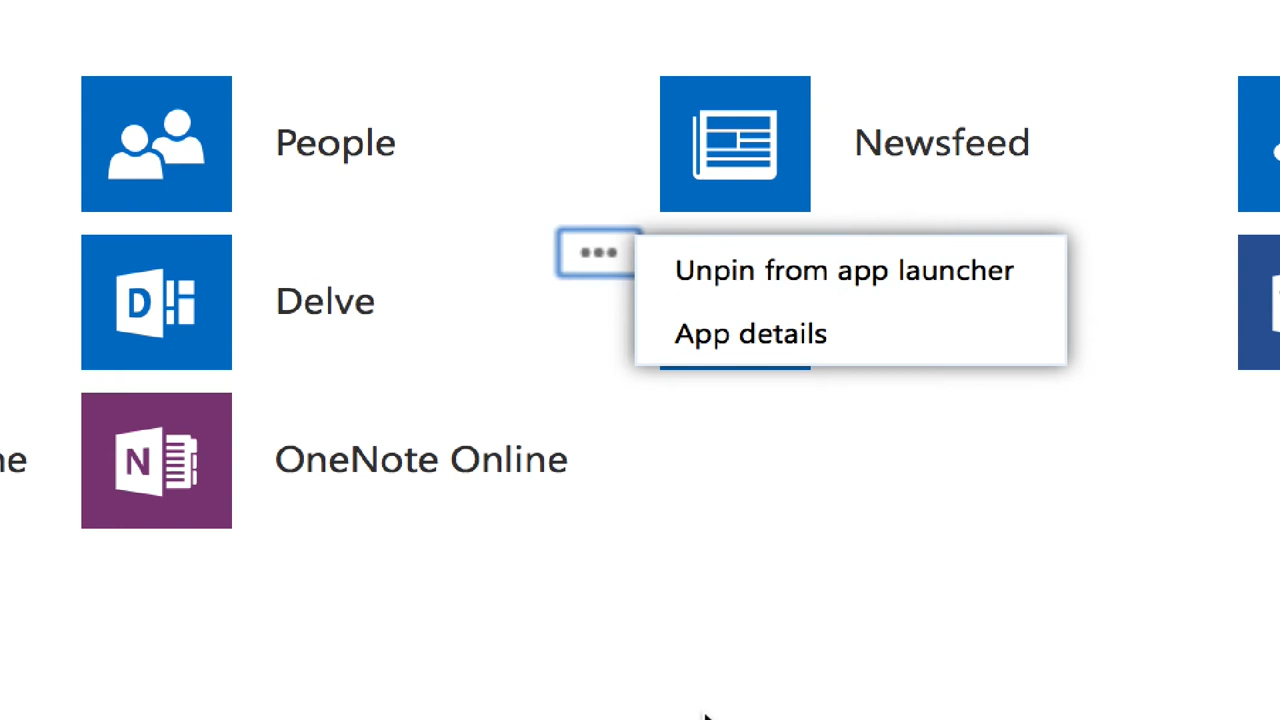 People
Newsfeed
Unpin from app launcher
Delve
App details
D
N
OneNote Online
ne